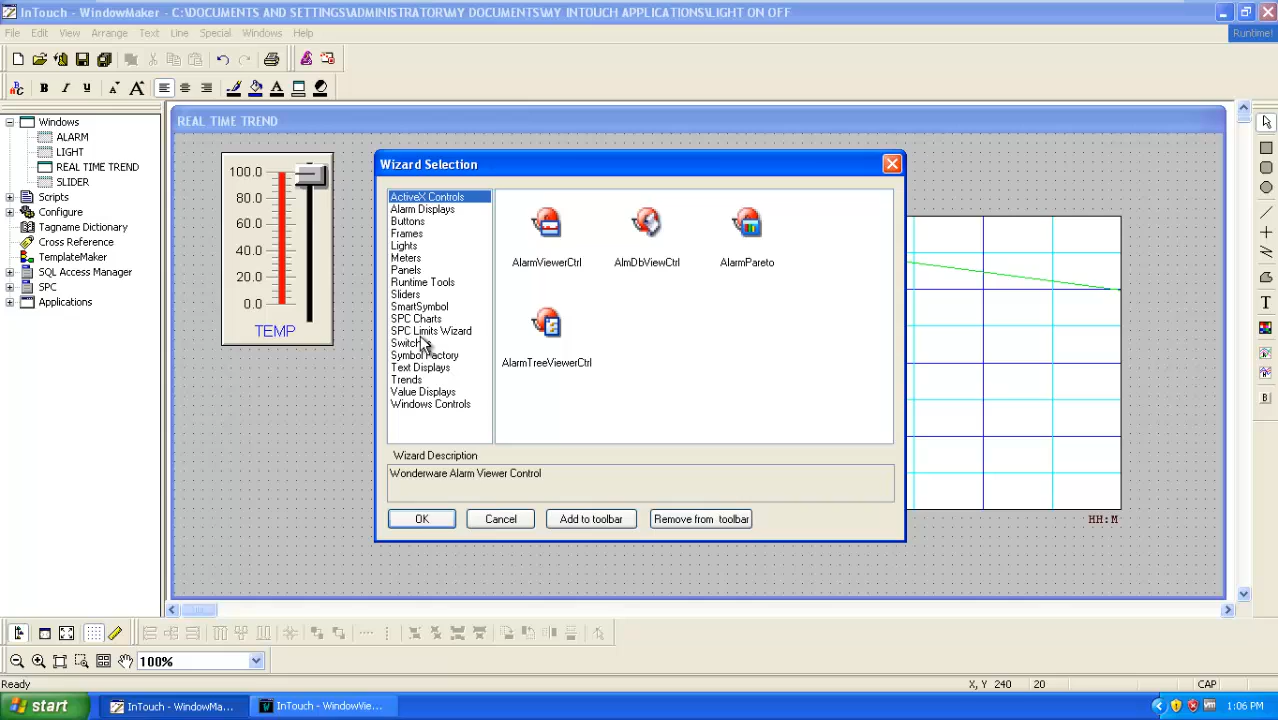 InTouch - WindowMaker - C:\DOCUMENTS AND SETTINGS\ADMINISTRATOR\MY DOCUMENTS\MY INTOUCH APPLICATIONS\LIGHT ON OFF
File Edit View Arrange Text Line Special Windows Help
Runtime!
ABC B I U A A A
Windows
ALARM
LIGHT
REAL TIME TREND
SLIDER
Scripts
Configure
Tagname Dictionary
Cross Reference
TemplateMaker
SQL Access Manager
SPC
Applications
REAL TIME TREND
100.0
80.0
60.0
40.0
20.0
0.0
TEMP
Wizard Selection
ActiveX Controls
Alarm Displays
Buttons
Frames
Lights
Meters
Panels
Runtime Tools
Sliders
SmartSymbol
SPC Charts
SPC Limits Wizard
Switch
Symbol Factory
Text Displays
Trends
Value Displays
Windows Controls
AlarmViewerCtrl
AlmDbViewCtrl
AlarmPareto
AlarmTreeViewerCtrl
Wizard Description
Wonderware Alarm Viewer Control
OK
Cancel
Add to toolbar
Remove from toolbar
HH:M
T
B
100%
Ready
X, Y 240 20
CAP
start
InTouch - WindowMa...
InTouch - WindowVie...
1:06 PM